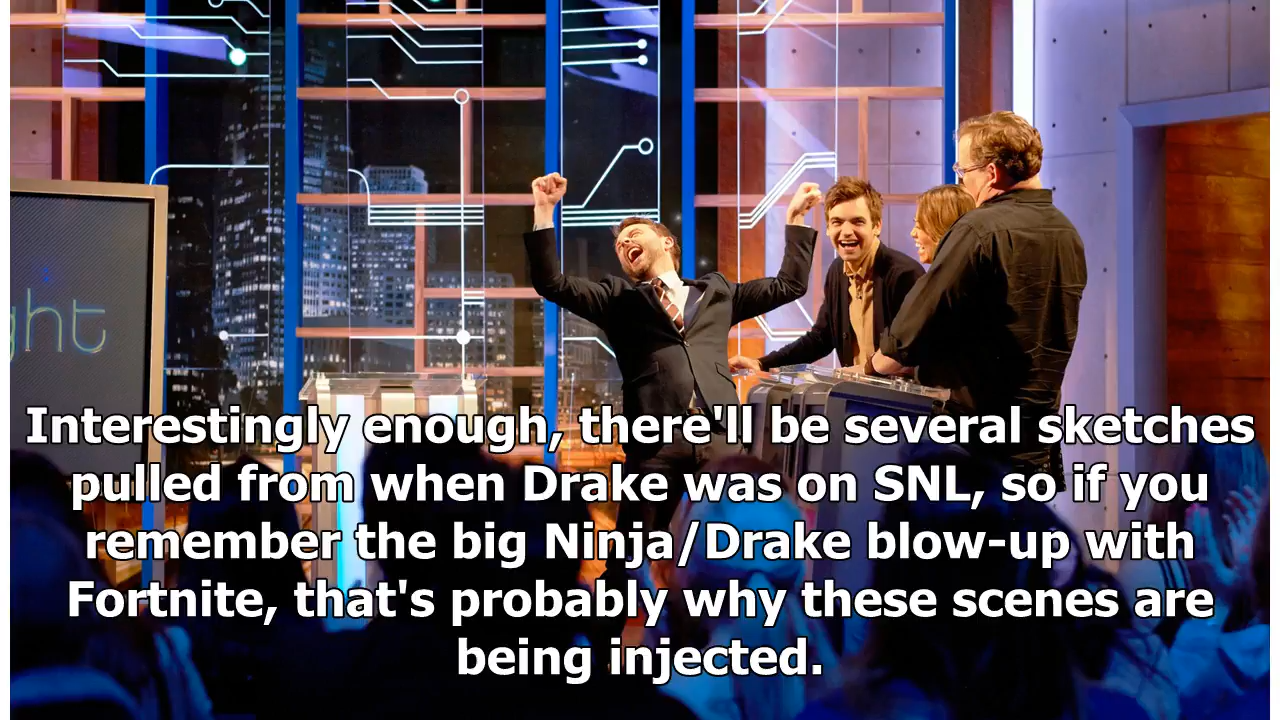 ght
Interestingly enough, there'll be several sketches
pulled from when Drake was on SNL, so if you
remember the big Ninja/Drake blow-up with
Fortnite, that's probably why these scenes are
being injected.